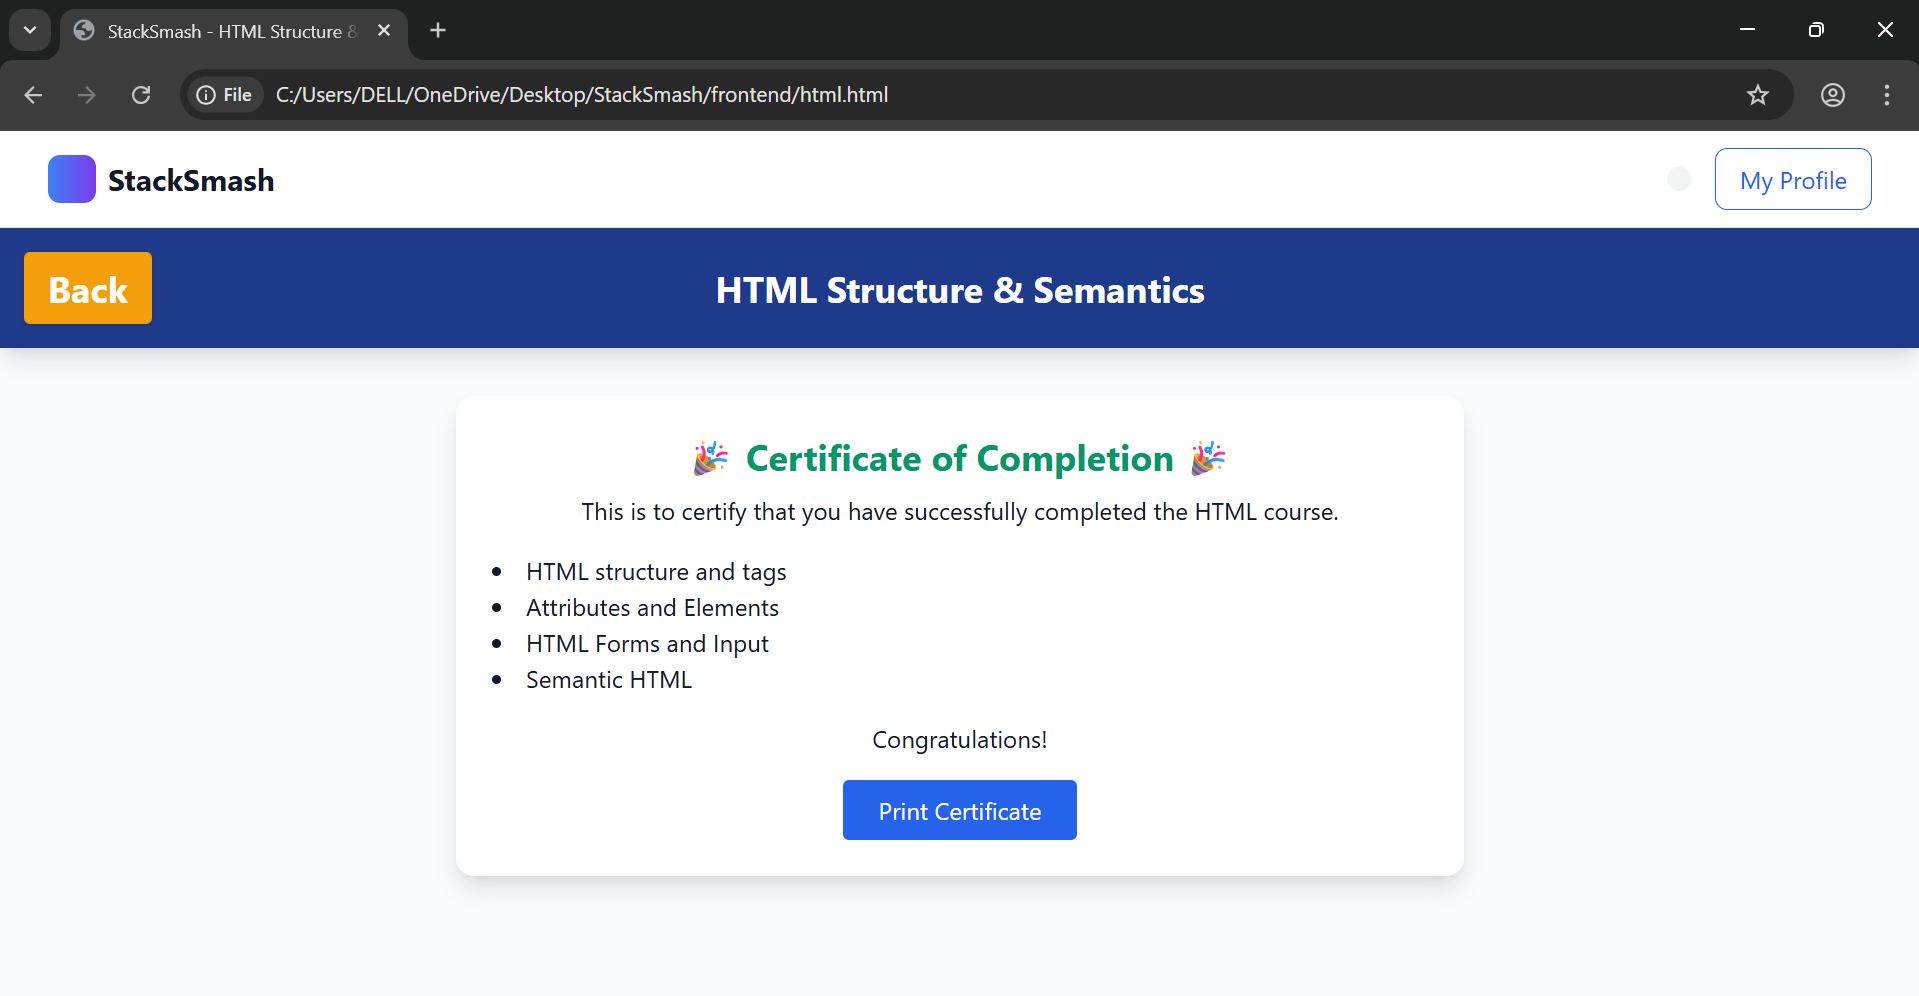 StackSmash - HTML Structure &
File
C:/Users/DELL/OneDrive/Desktop/StackSmash/frontend/html.html
StackSmash
My Profile
Back
HTML Structure & Semantics
🎉 Certificate of Completion 🎉
This is to certify that you have successfully completed the HTML course.
• HTML structure and tags
• Attributes and Elements
• HTML Forms and Input
• Semantic HTML
Congratulations!
Print Certificate